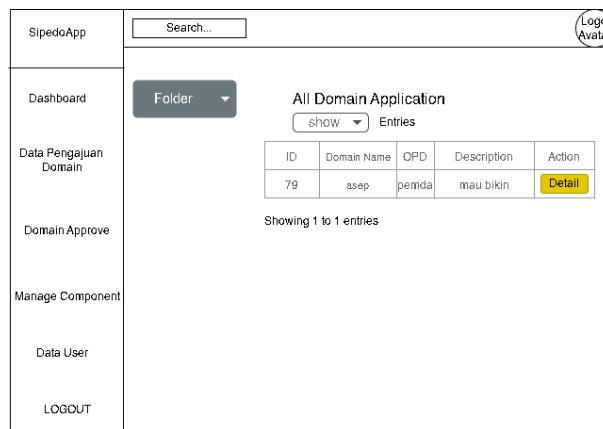 SipedoApp
Search...
Dashboard
Data Pengajuan
Domain
Domain Approve
Manage Component
Data User
LOGOUT
Folder
All Domain Application
show Entries
ID Domain Name OPD Description Action
79 asep pemda mau bikin Detail
Showing 1 to 1 entries